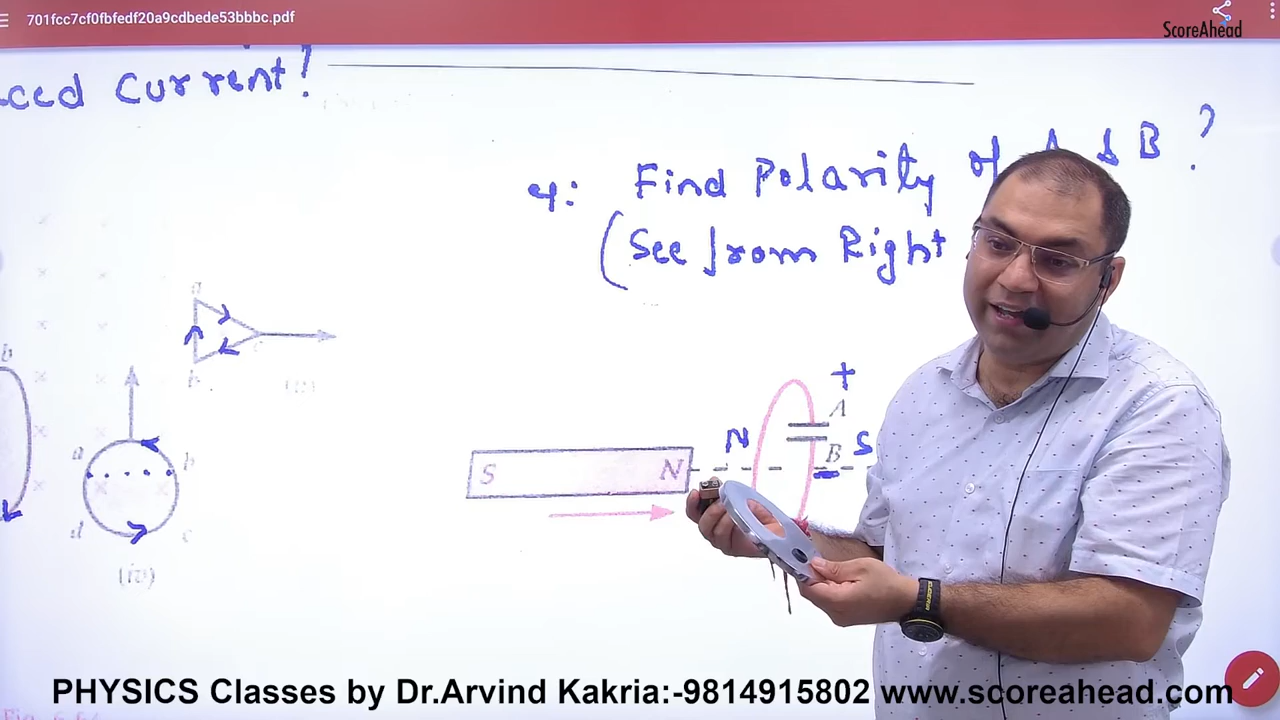 701fcc7cf0fbfedf20a9cdbede53bbbc.pdf
ScoreAhead
ced Current!
4: Find Polarity of A & B ?
(See from Right
a
b
(v)
b
a
b
d
c
(iv)
+
A
N
B
S
S
N
PHYSICS Classes by Dr.Arvind Kakria:-9814915802 www.scoreahead.com